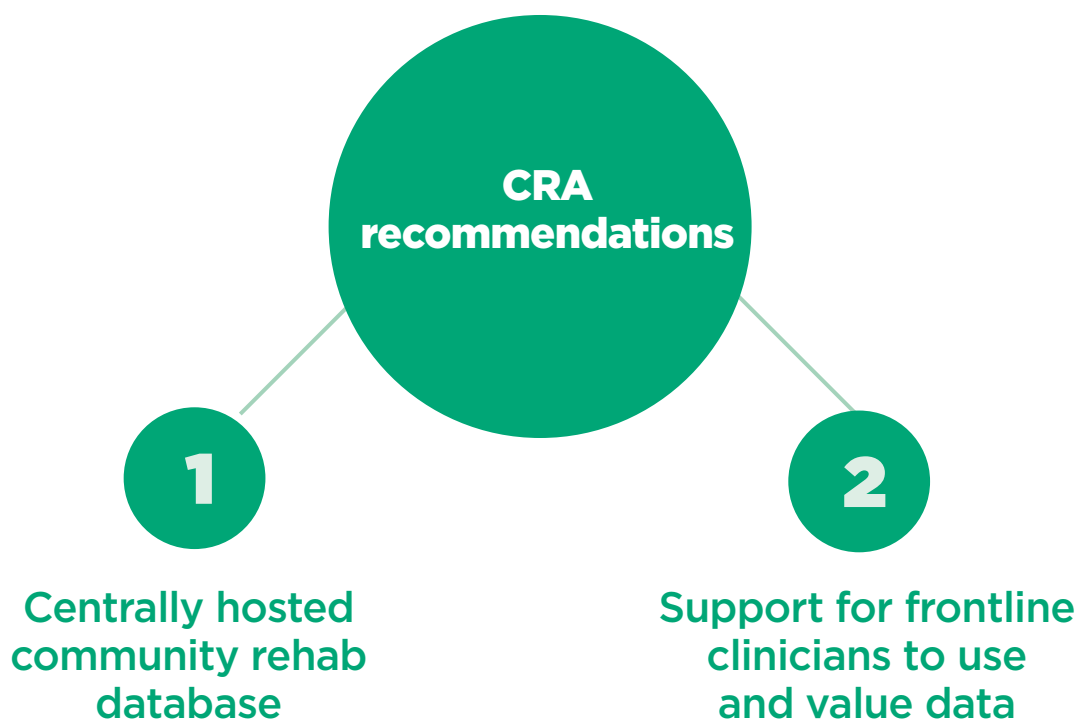 CRA
recommendations
1
Centrally hosted
community rehab
database
2
Support for frontline
clinicians to use
and value data